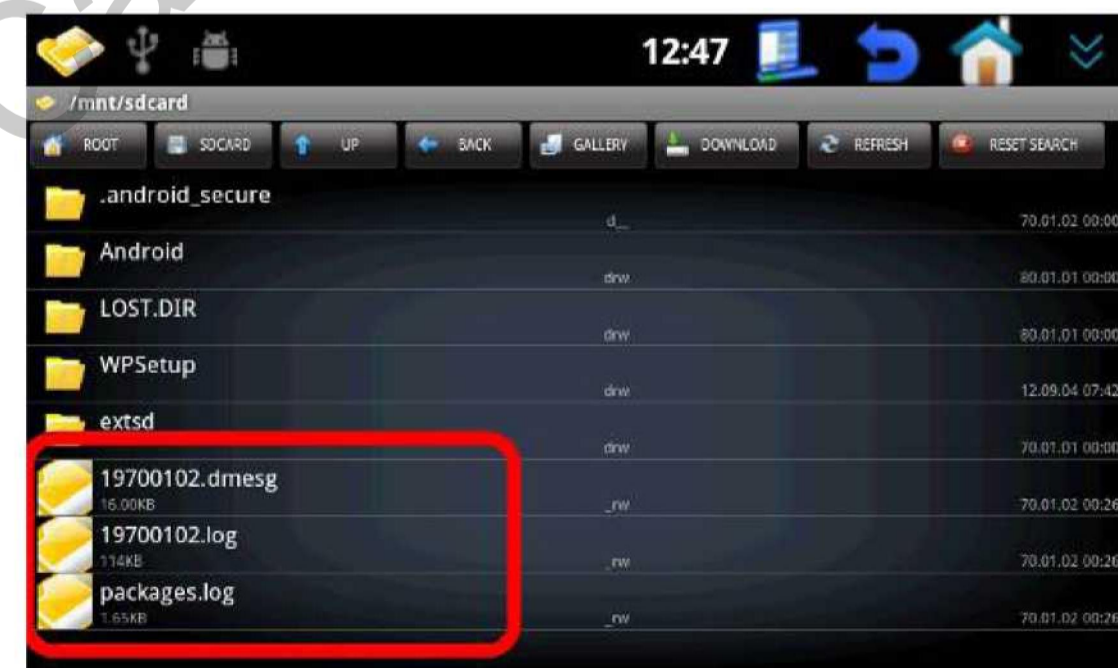 12:47
/mnt/sdcard
ROOT SDCARD UP BACK GALLERY DOWNLOAD REFRESH RESET SEARCH
.android_secure
d__ 70.01.02 00:00
Android
drw 80.01.01 00:00
LOST.DIR
drw 80.01.01 00:00
WPSetup
drw 12.09.04 07:42
extsd
drw 70.01.01 00:00
19700102.dmesg
16.00KB _rw 70.01.02 00:26
19700102.log
114KB _rw 70.01.02 00:26
packages.log
1.65KB _rw 70.01.02 00:26